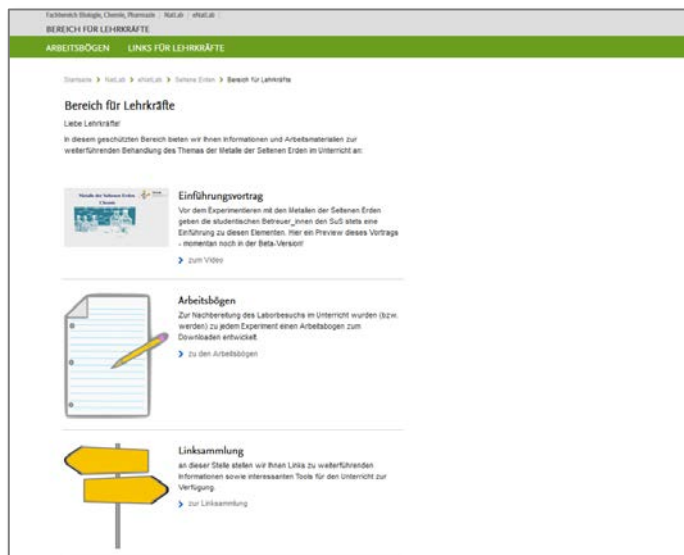 Fachbereich Biologie, Chemie, Pharmazie | NatLab | eNatLab |
BEREICH FÜR LEHRKRÄFTE
ARBEITSBÖGEN LINKS FÜR LEHRKRÄFTE
Startseite > NatLab > eNatLab > Seltene Erden > Bereich für Lehrkräfte
Bereich für Lehrkräfte
Liebe Lehrkräfte!
in diesem geschützten Bereich bieten wir Ihnen Informationen und Arbeitsmaterialien zur
weiterführenden Behandlung des Themas der Metalle der Seltenen Erden im Unterricht an:
Metalle der Seltenen Erden
Chemie
Einführungsvortrag
Vor dem Experimentieren mit den Metallen der Seltenen Erden
geben die studentischen Betreuer_innen den SuS stets eine
Einführung zu diesen Elementen. Hier ein Preview dieses Vortrags
- momentan noch in der Beta-Version!
> zum Video
Arbeitsbögen
Zur Nachbereitung des Laborbesuchs im Unterricht wurden (bzw.
werden) zu jedem Experiment einen Arbeitsbogen zum
Downloaden entwickelt.
> zu den Arbeitsbögen
Linksammlung
an dieser Stelle stellen wir Ihnen Links zu weiterführenden
Informationen sowie interessanten Tools für den Unterricht zur
Verfügung.
> zur Linksammlung